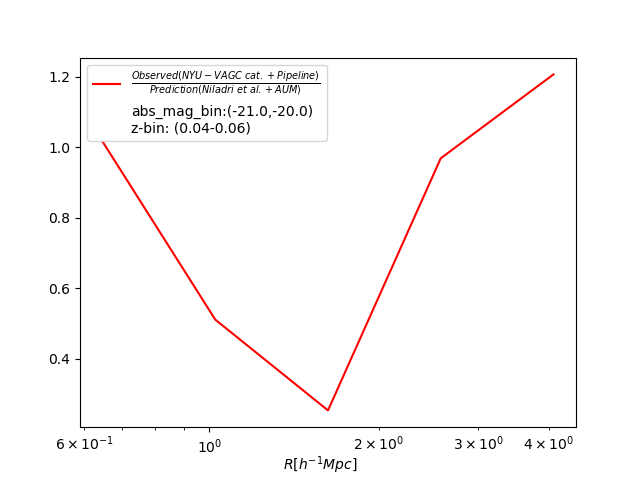 Observed(NYU − VAGC cat. + Pipeline)
Prediction(Niladri et al. + AUM)
abs_mag_bin:(-21.0,-20.0)
z-bin: (0.04-0.06)
1.2
1.0
0.8
0.6
0.4
6 × 10⁻¹ 10⁰ 2 × 10⁰ 3 × 10⁰ 4 × 10⁰
R[h⁻¹Mpc]